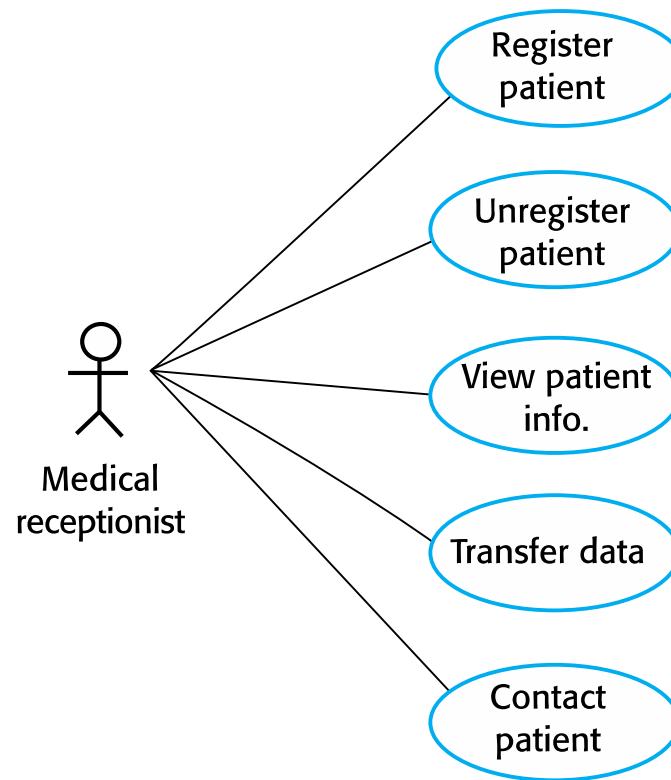 Register
patient
Unregister
patient
View patient
info.
Medical
receptionist
Transfer data
Contact
patient